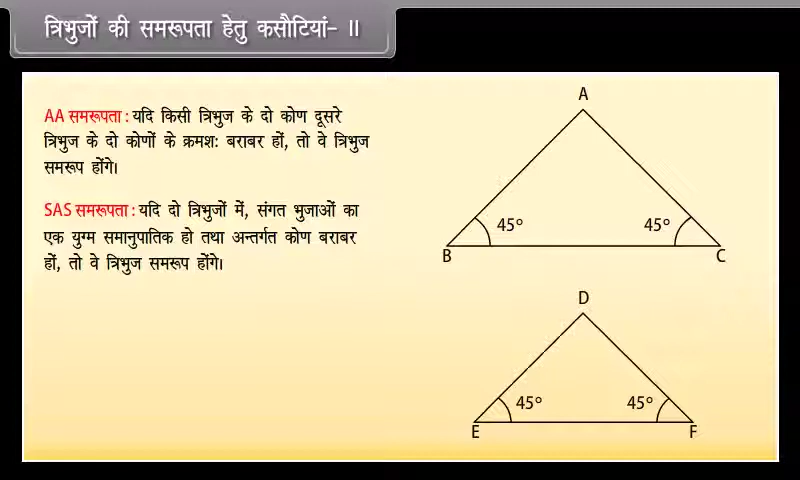 त्रिभुजों की समरूपता हेतु कसौटियां- II
AA समरूपता : यदि किसी त्रिभुज के दो कोण दूसरे
त्रिभुज के दो कोणों के क्रमशः बराबर हों, तो वे त्रिभुज
समरूप होंगे।
SAS समरूपता : यदि दो त्रिभुजों में, संगत भुजाओं का
एक युग्म समानुपातिक हो तथा अन्तर्गत कोण बराबर
हों, तो वे त्रिभुज समरूप होंगे।
A
45° 45°
B C
D
45° 45°
E F